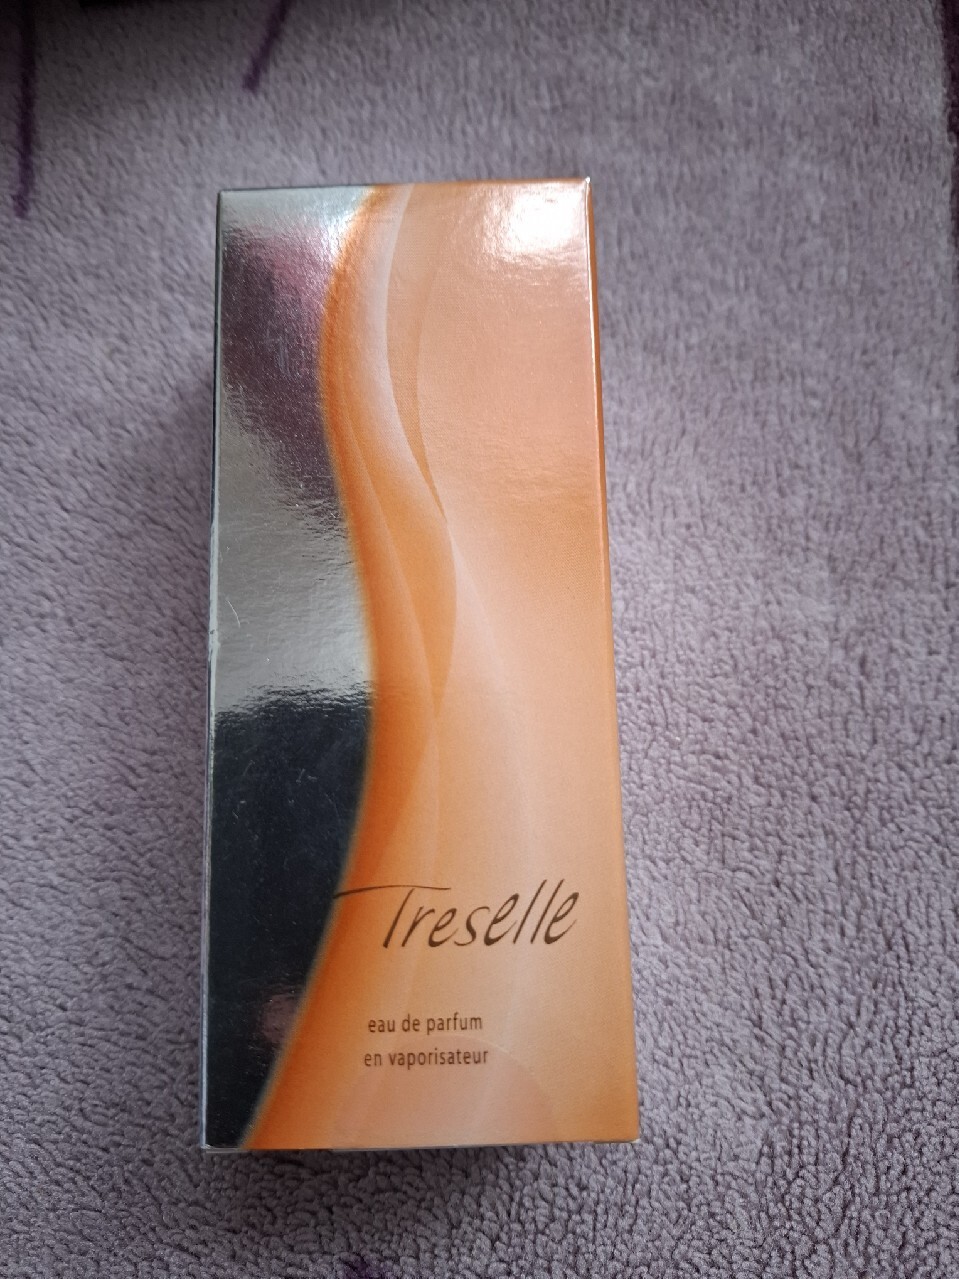 Treselle
eau de parfum
en vaporisateur